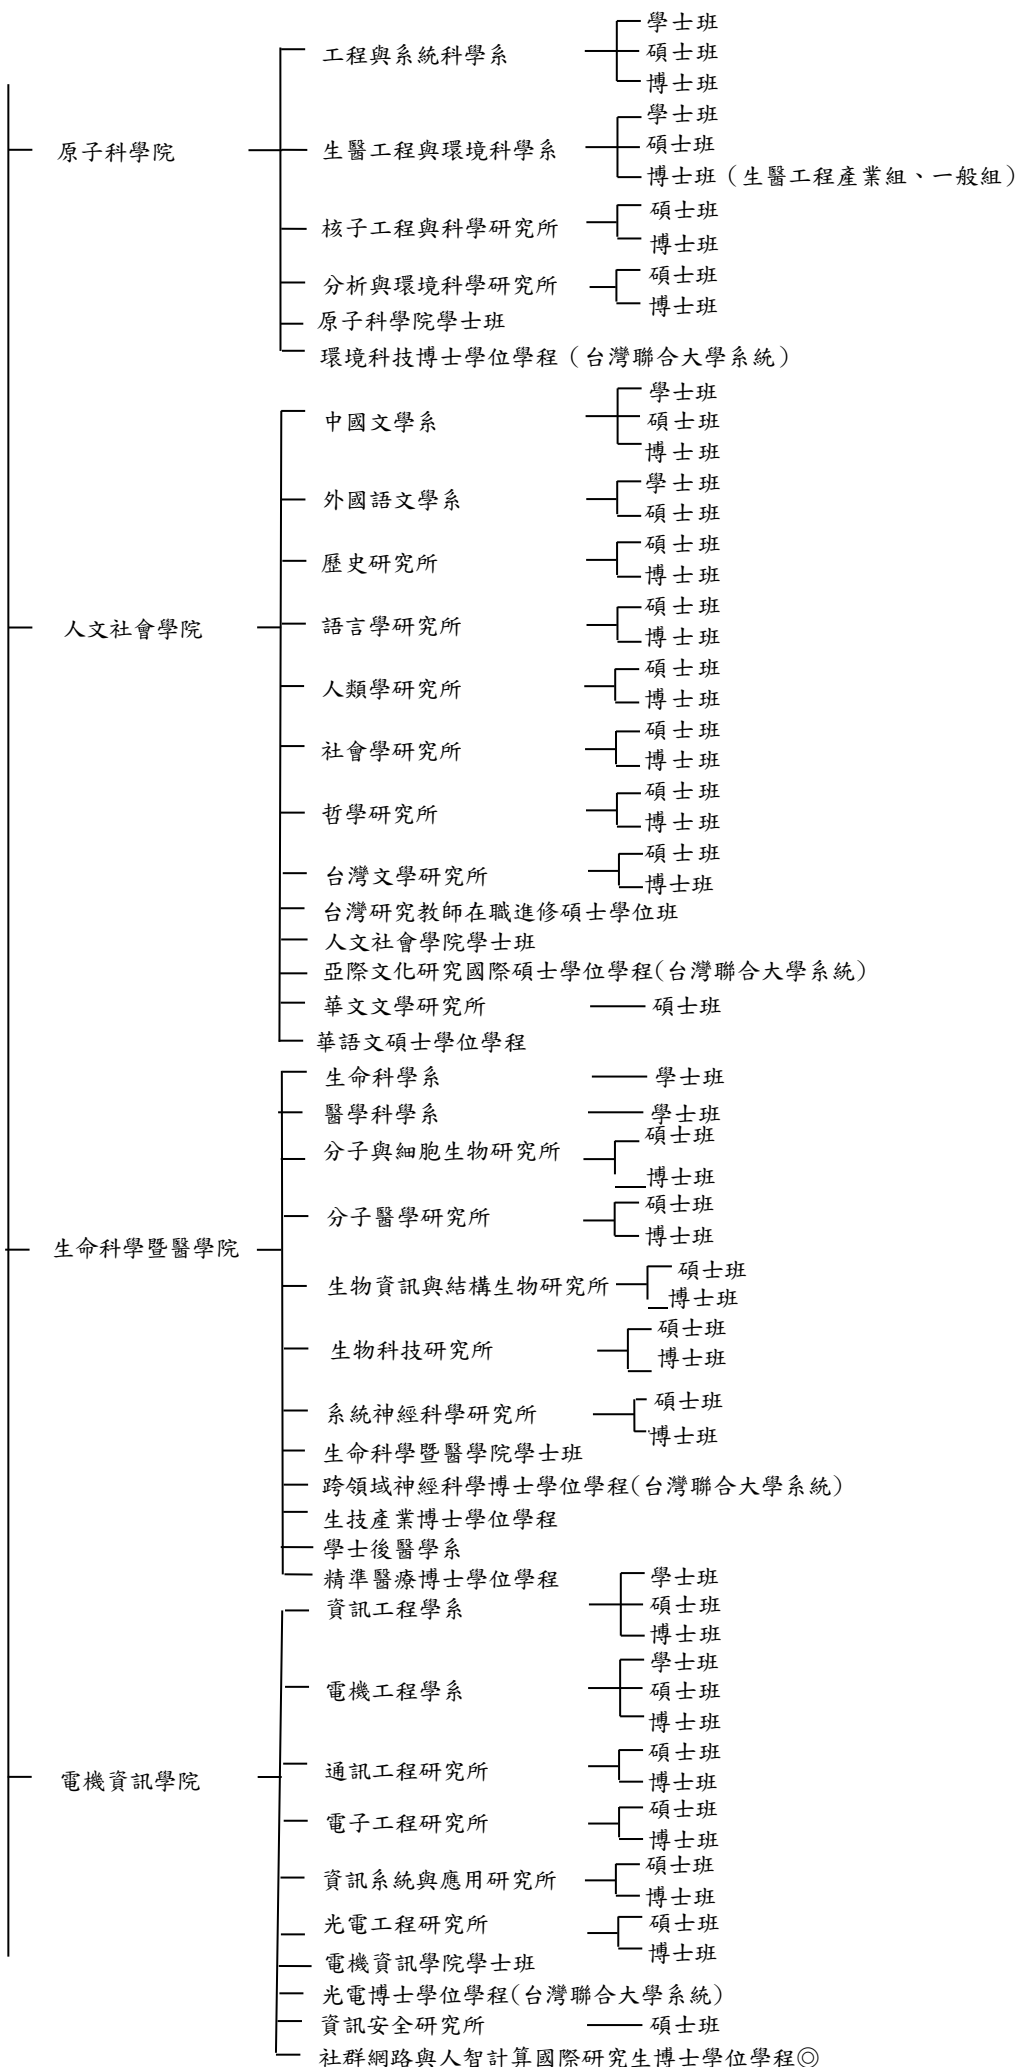 原子科學院
工程與系統科學系
學士班
碩士班
博士班
生醫工程與環境科學系
學士班
碩士班
博士班（生醫工程產業組、一般組）
核子工程與科學研究所
碩士班
博士班
分析與環境科學研究所
碩士班
博士班
原子科學院學士班
環境科技博士學位學程（台灣聯合大學系統）
人文社會學院
中國文學系
學士班
碩士班
博士班
外國語文學系
學士班
碩士班
歷史研究所
碩士班
博士班
語言學研究所
碩士班
博士班
人類學研究所
碩士班
博士班
社會學研究所
碩士班
博士班
哲學研究所
碩士班
博士班
台灣文學研究所
碩士班
博士班
台灣研究教師在職進修碩士學位班
人文社會學院學士班
亞際文化研究國際碩士學位學程(台灣聯合大學系統)
華文文學研究所
碩士班
華語文碩士學位學程
生命科學暨醫學院
生命科學系
學士班
醫學科學系
學士班
分子與細胞生物研究所
碩士班
博士班
分子醫學研究所
碩士班
博士班
生物資訊與結構生物研究所
碩士班
博士班
生物科技研究所
碩士班
博士班
系統神經科學研究所
碩士班
博士班
生命科學暨醫學院學士班
跨領域神經科學博士學位學程(台灣聯合大學系統)
生技產業博士學位學程
學士後醫學系
精準醫療博士學位學程
電機資訊學院
資訊工程學系
學士班
碩士班
博士班
電機工程學系
學士班
碩士班
博士班
通訊工程研究所
碩士班
博士班
電子工程研究所
碩士班
博士班
資訊系統與應用研究所
碩士班
博士班
光電工程研究所
碩士班
博士班
電機資訊學院學士班
光電博士學位學程(台灣聯合大學系統)
資訊安全研究所
碩士班
社群網路與人智計算國際研究生博士學位學程◎